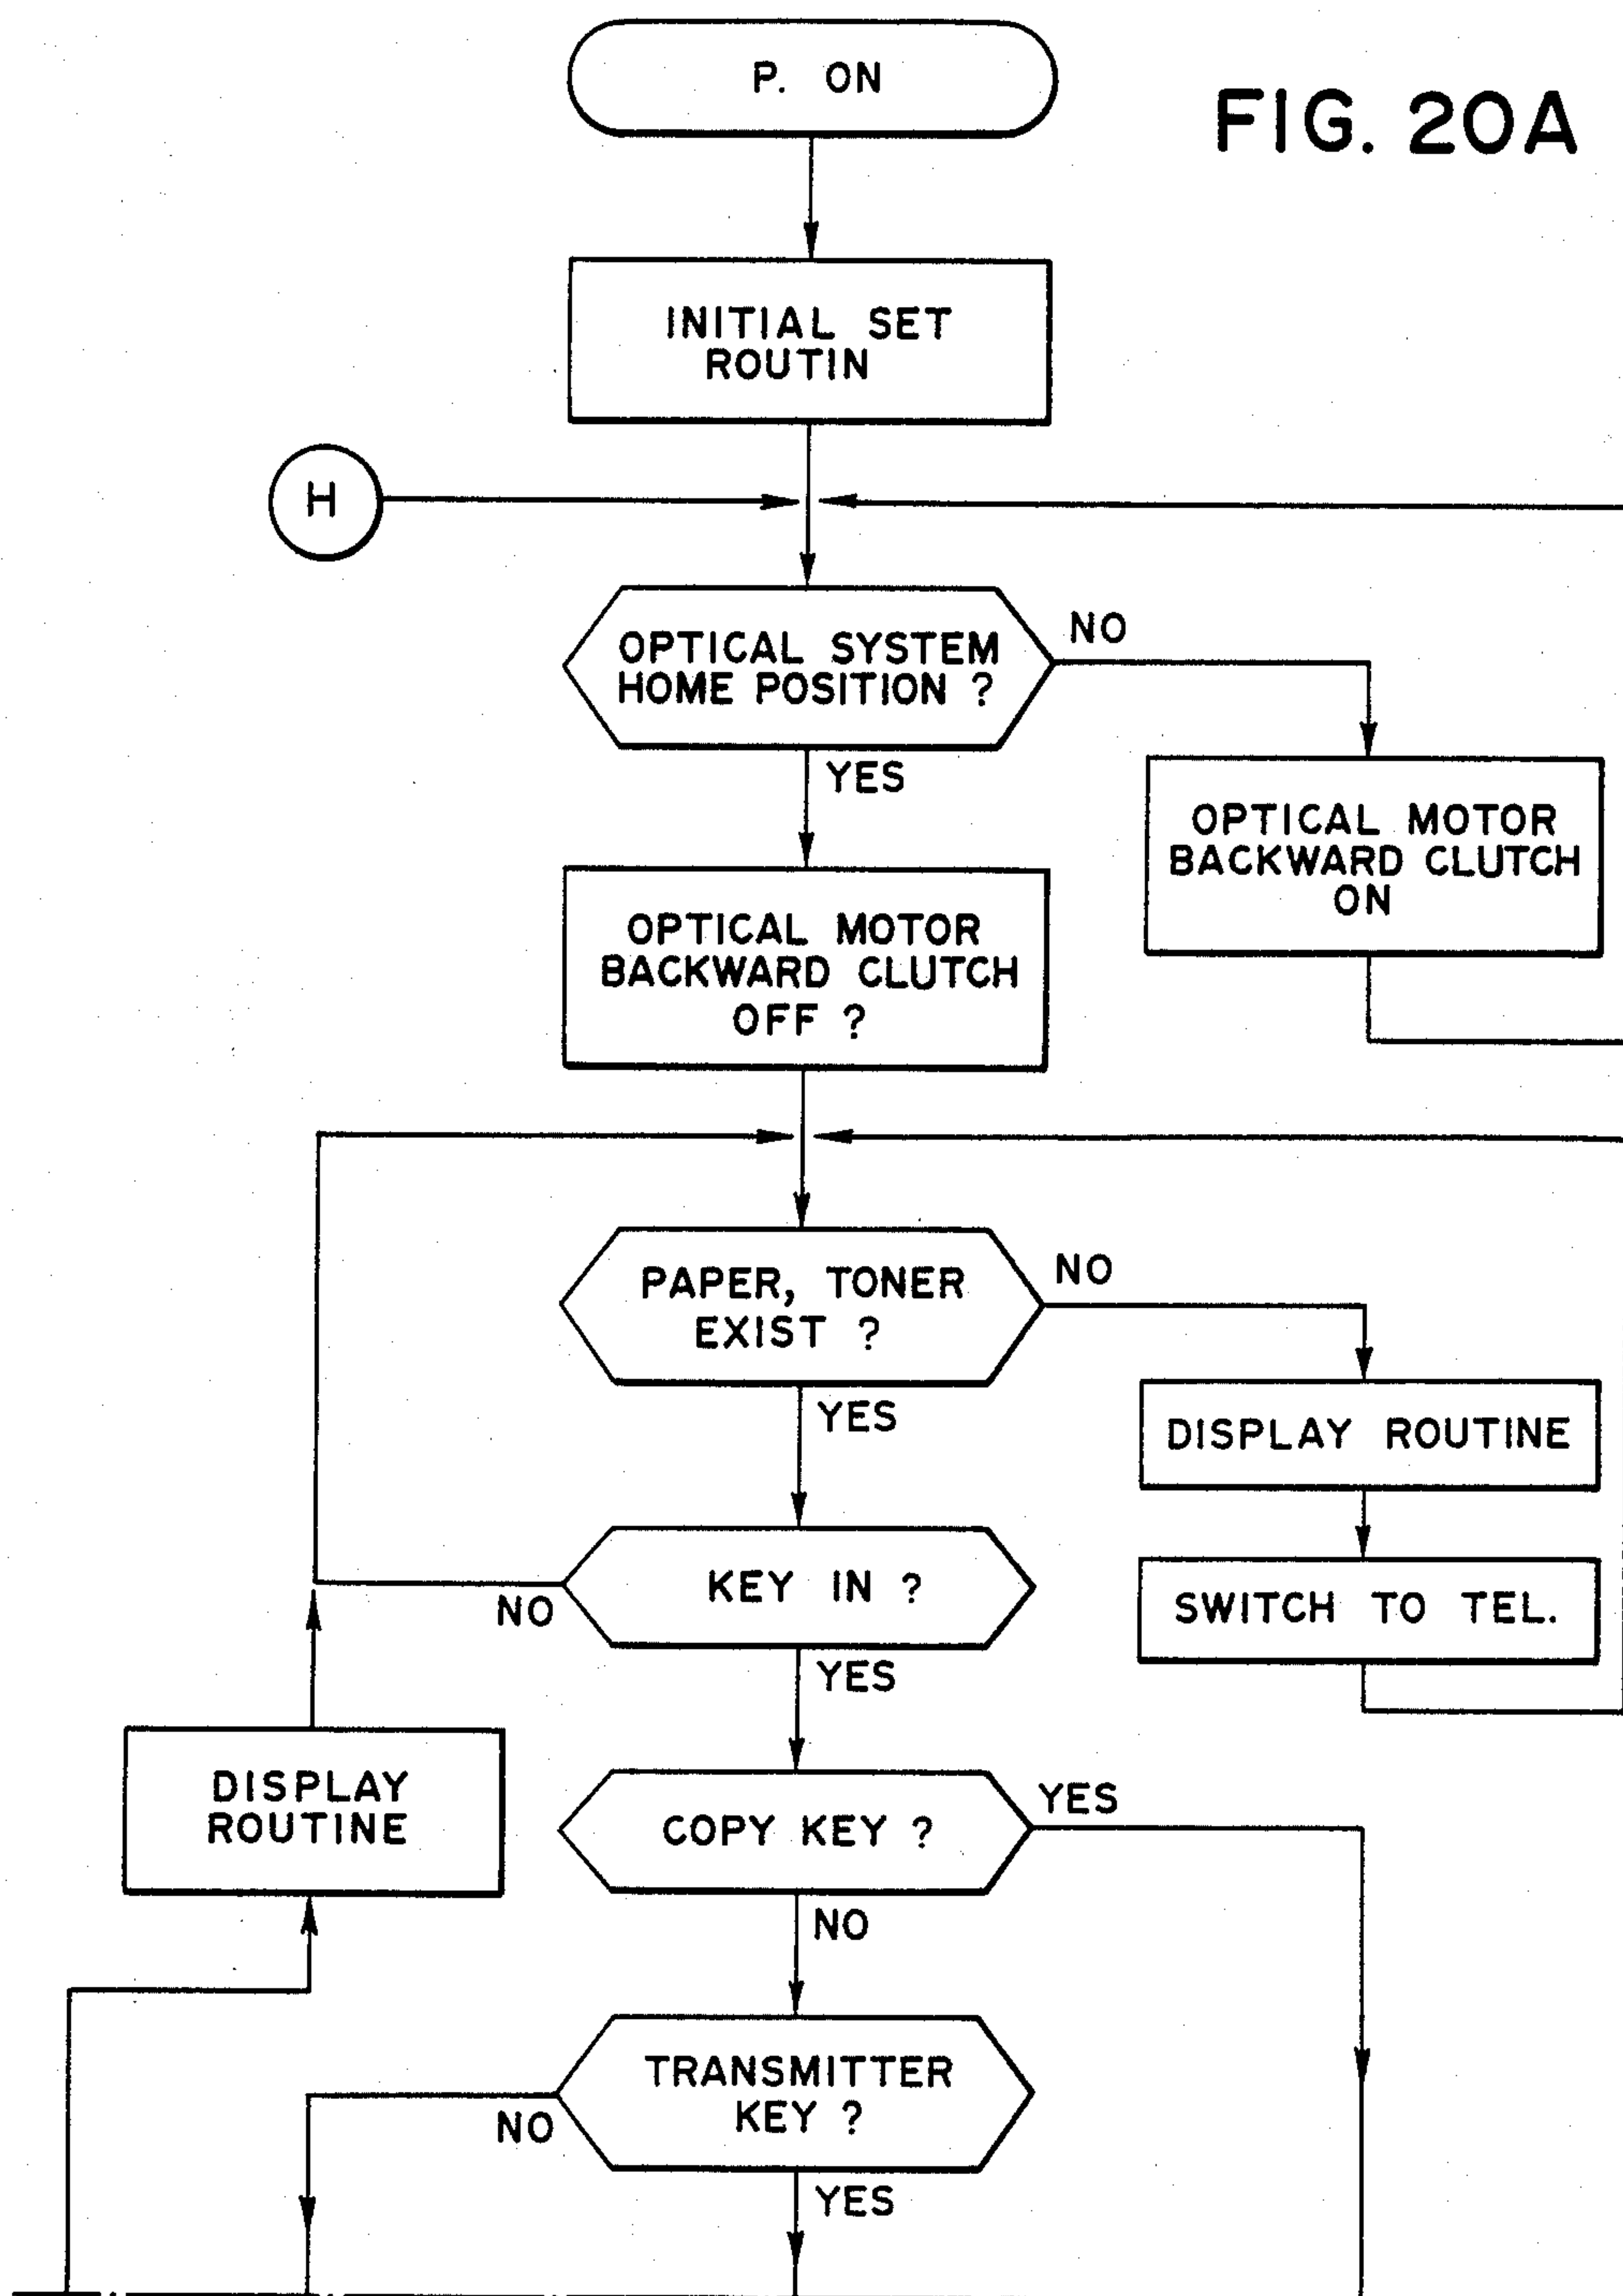 P. ON
FIG. 20A
INITIAL SET
ROUTIN
H
OPTICAL SYSTEM
HOME POSITION ?
NO
YES
OPTICAL MOTOR
BACKWARD CLUTCH
ON
OPTICAL MOTOR
BACKWARD CLUTCH
OFF ?
PAPER, TONER
EXIST ?
NO
YES
DISPLAY ROUTINE
KEY IN ?
NO
SWITCH TO TEL.
YES
DISPLAY
ROUTINE
COPY KEY ?
YES
NO
TRANSMITTER
KEY ?
NO
YES